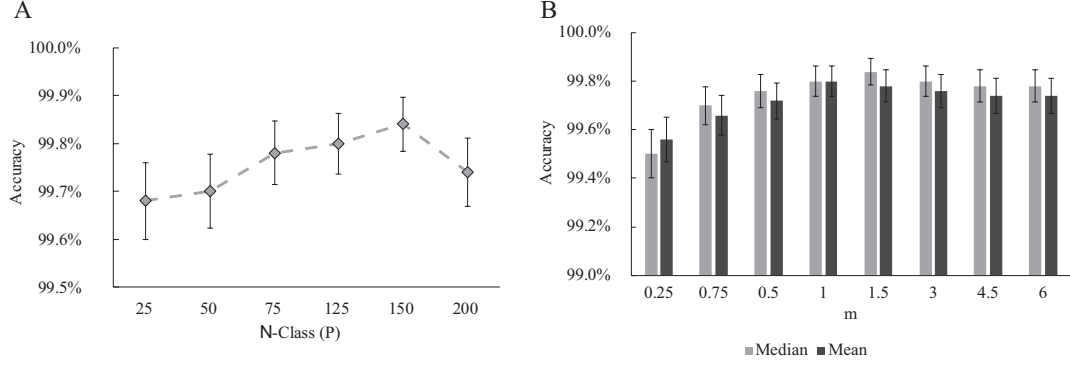 A
100.0%
99.9%
99.8%
99.7%
99.6%
99.5%
Accuracy
25 50 75 125 150 200
N-Class (P)
B
100.0%
99.8%
99.6%
99.4%
99.2%
99.0%
Accuracy
0.25 0.75 0.5 1 1.5 3 4.5 6
m
Median Mean